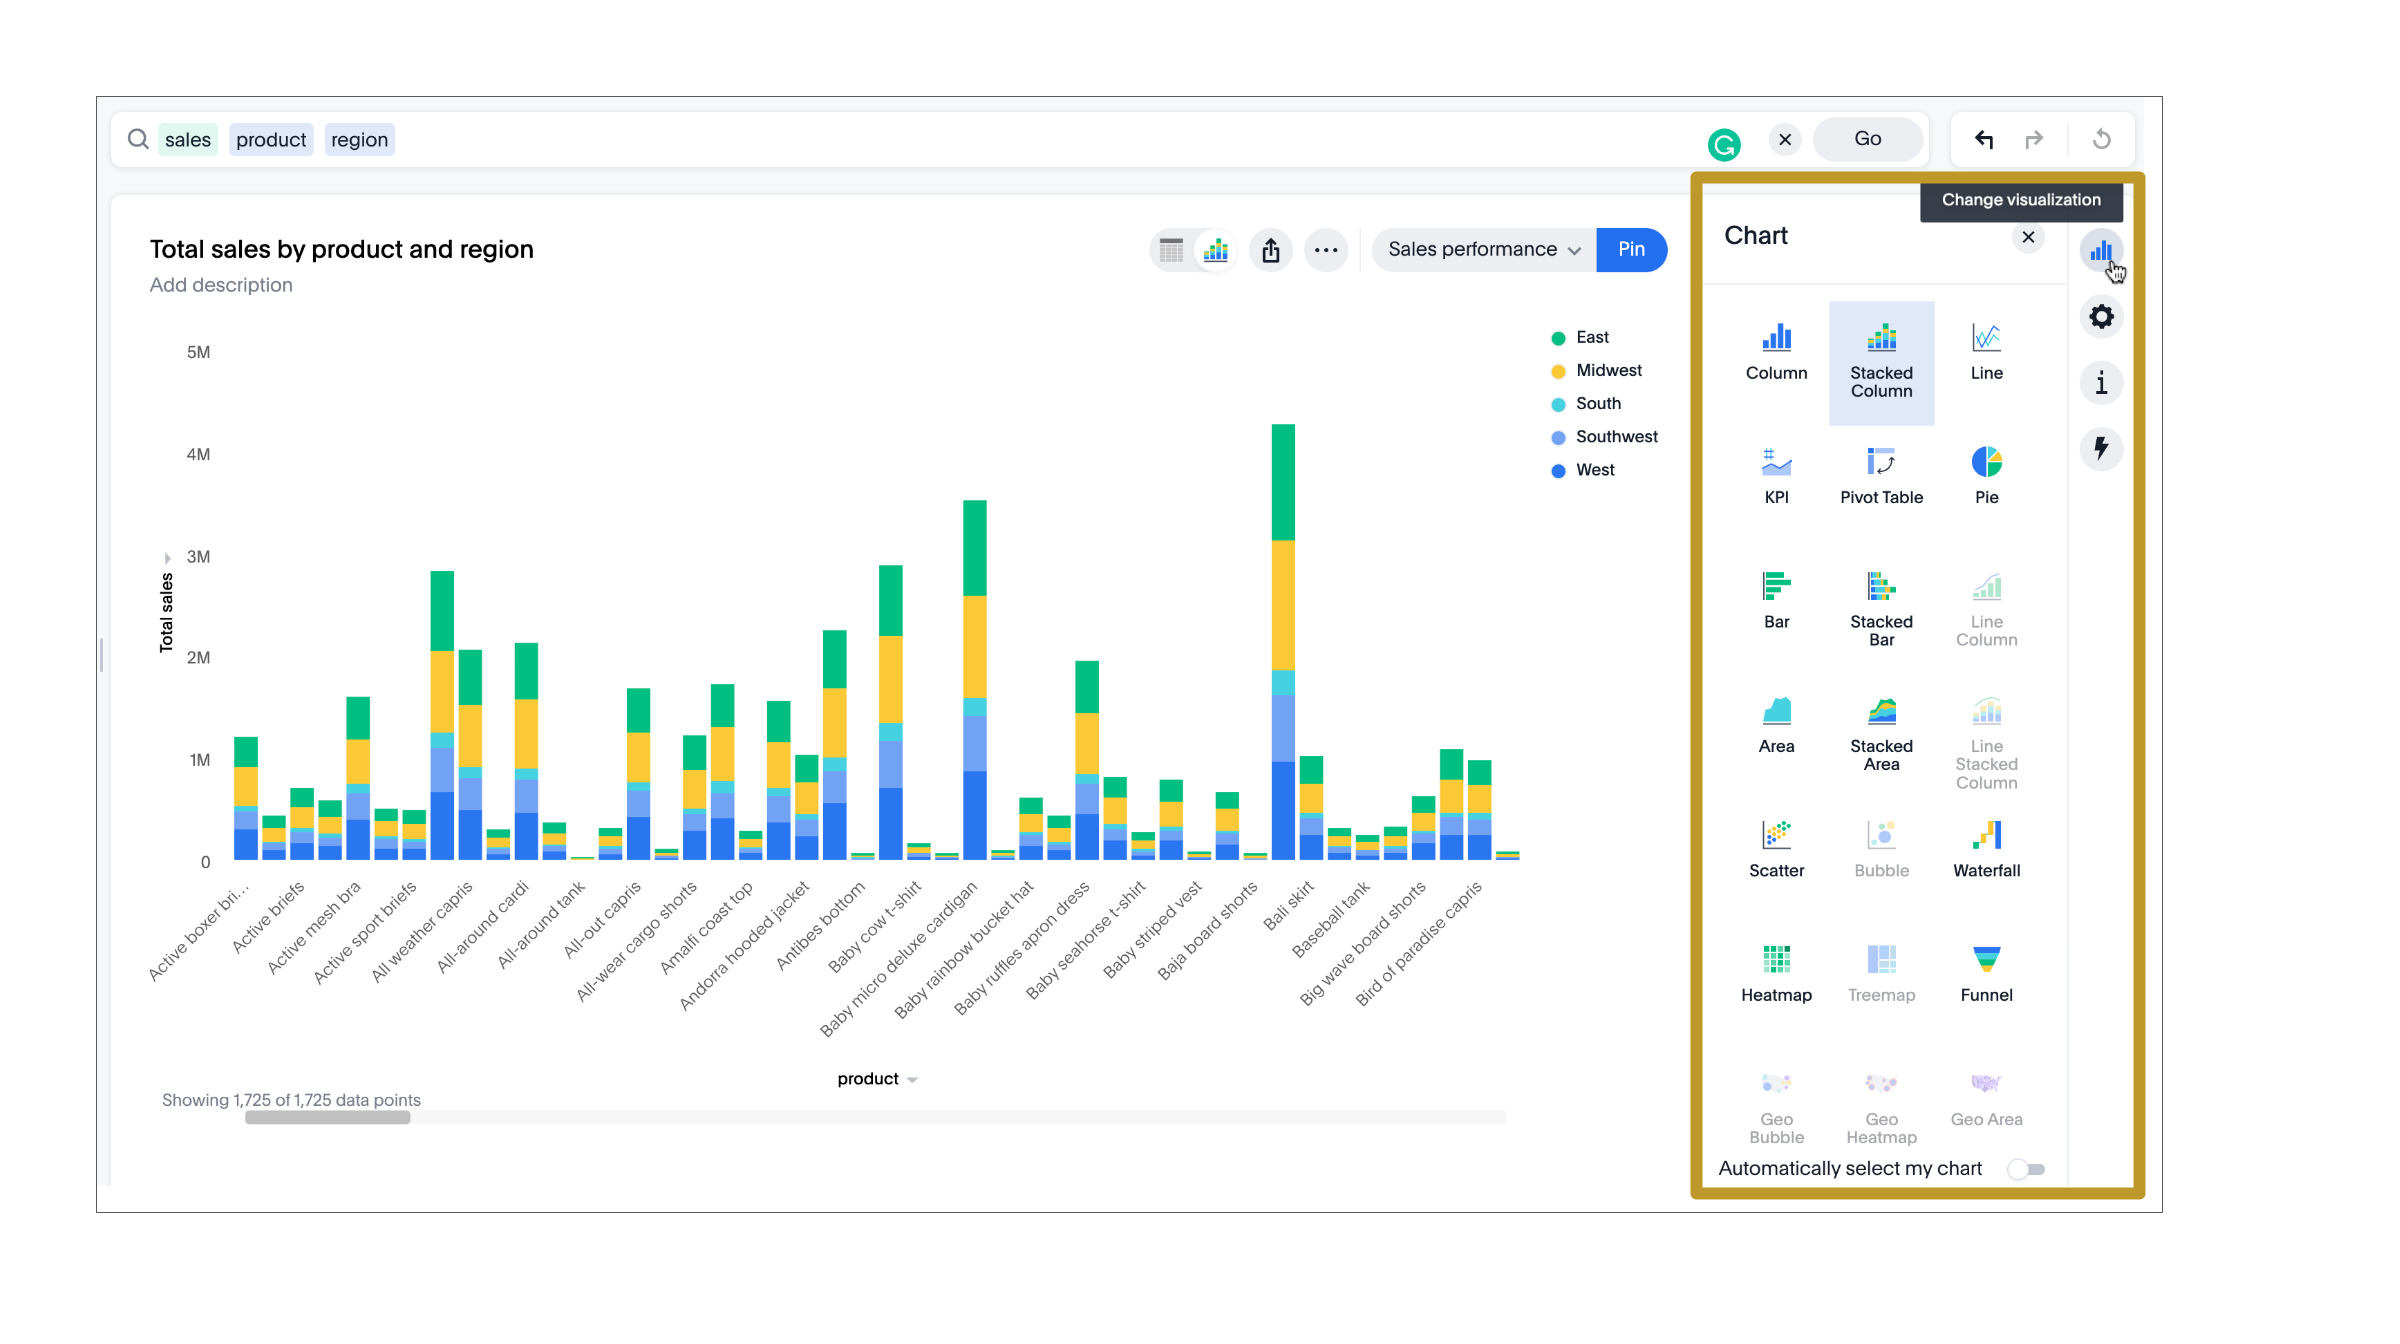 sales product region
Go
Change visualization
Total sales by product and region
Add description
Sales performance
Pin
Chart
East
Midwest
South
Southwest
West
5M
4M
3M
2M
1M
0
Total sales
Active boxer bri...
Active briefs
Active mesh bra
Active sport briefs
All weather capris
All-around cardi
All-around tank
All-out capris
All-wear cargo shorts
Amalfi coast top
Andorra hooded jacket
Antibes bottom
Baby cow t-shirt
Baby micro deluxe cardigan
Baby rainbow bucket hat
Baby ruffles apron dress
Baby seahorse t-shirt
Baby striped vest
Baja board shorts
Bali skirt
Baseball tank
Big wave board shorts
Bird of paradise capris
product
Showing 1,725 of 1,725 data points
Column
Stacked
Column
Line
KPI
Pivot Table
Pie
Bar
Stacked
Bar
Line
Column
Area
Stacked
Area
Line
Stacked
Column
Scatter
Bubble
Waterfall
Heatmap
Treemap
Funnel
Geo
Bubble
Geo
Heatmap
Geo Area
Automatically select my chart